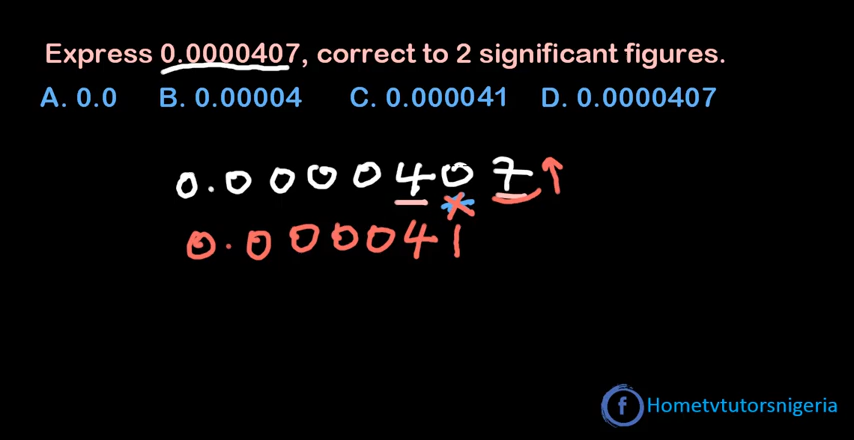 Express 0.0000407, correct to 2 significant figures.
A. 0.0 B. 0.00004 C. 0.000041 D. 0.0000407
0.0000407
0.000041
f Hometvtutorsnigeria